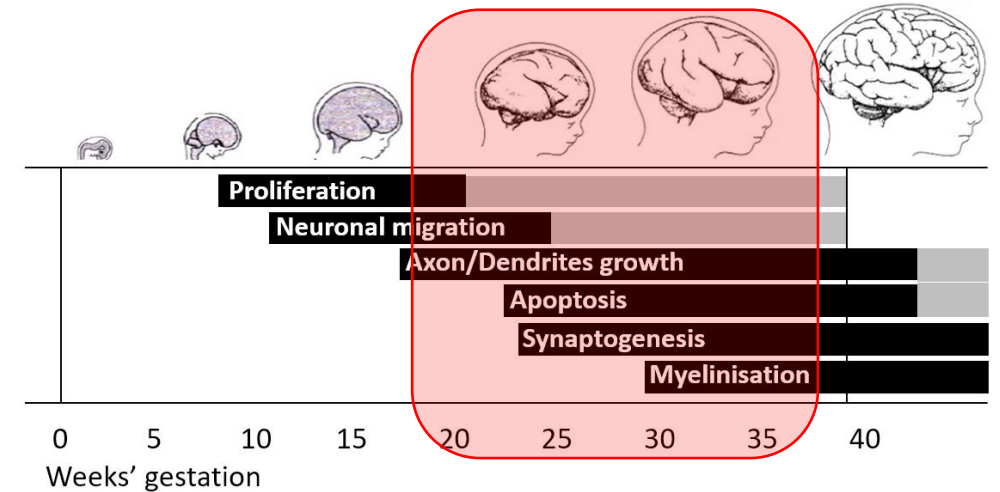 Proliferation
Neuronal migration
Axon/Dendrites growth
Apoptosis
Synaptogenesis
Myelinisation
0 5 10 15 20 25 30 35 40
Weeks’ gestation